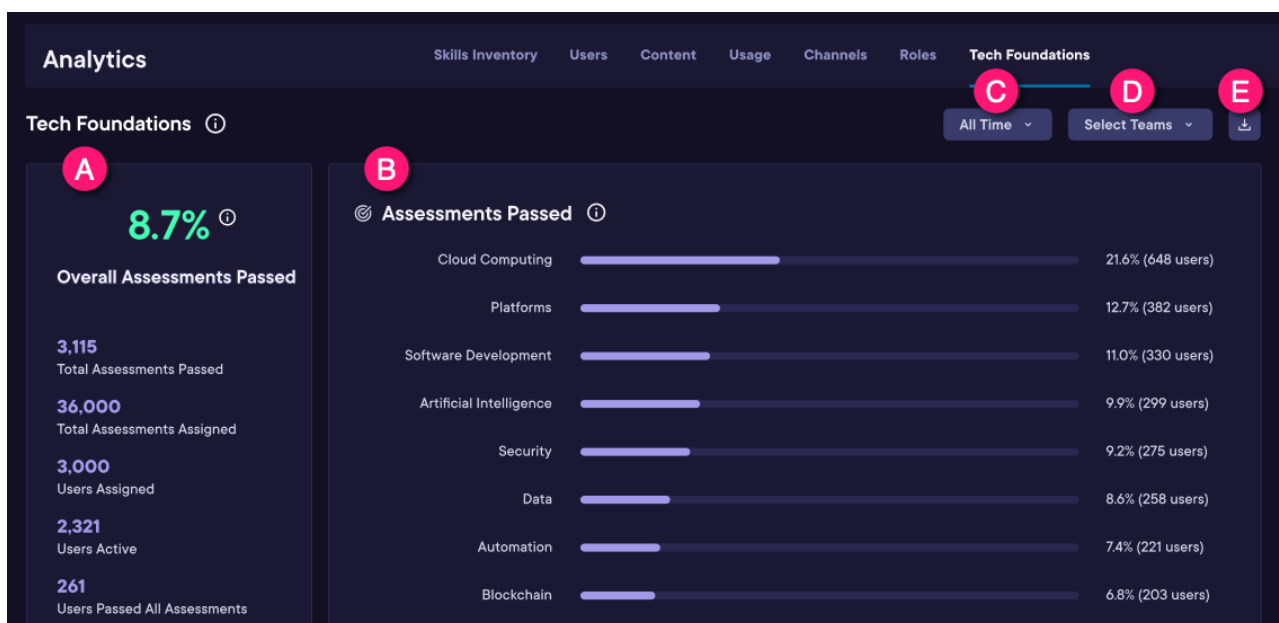 Analytics
Skills Inventory Users Content Usage Channels Roles Tech Foundations
C D E
Tech Foundations
All Time Select Teams
A
8.7%
Overall Assessments Passed
3,115
Total Assessments Passed
36,000
Total Assessments Assigned
3,000
Users Assigned
2,321
Users Active
261
Users Passed All Assessments
B
Assessments Passed
Cloud Computing 21.6% (648 users)
Platforms 12.7% (382 users)
Software Development 11.0% (330 users)
Artificial Intelligence 9.9% (299 users)
Security 9.2% (275 users)
Data 8.6% (258 users)
Automation 7.4% (221 users)
Blockchain 6.8% (203 users)